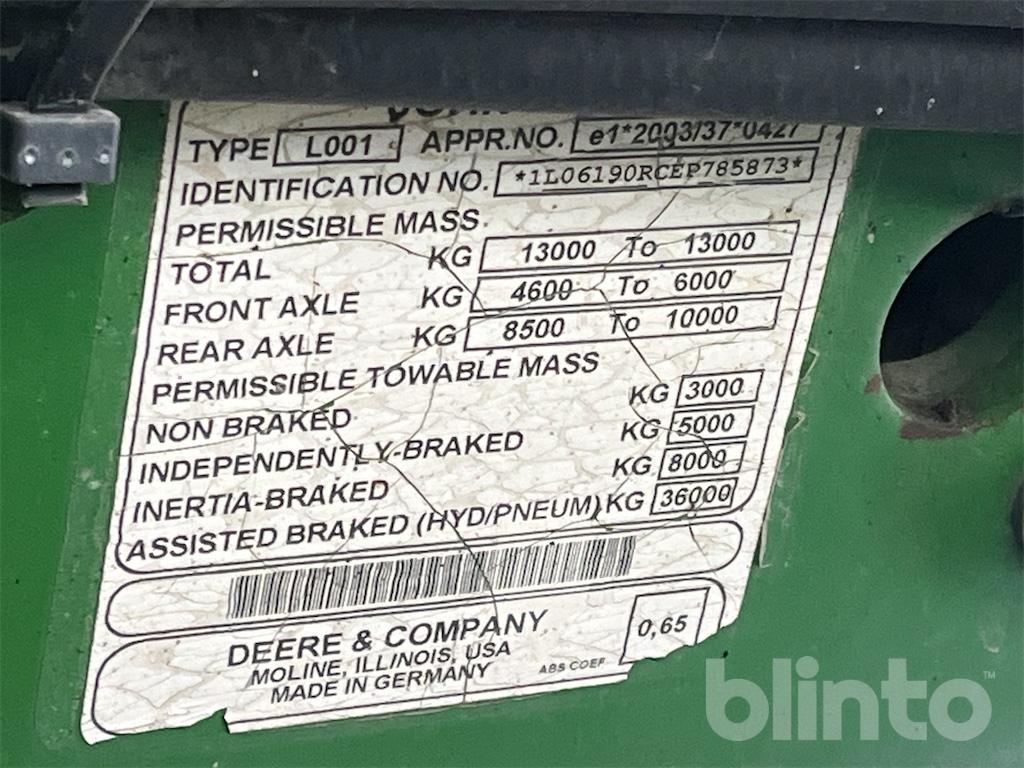 TYPE L001 APPR.NO. e1*2003/37*0427
IDENTIFICATION NO. *1L06190RCEP785873*
PERMISSIBLE MASS
TOTAL KG 13000 To 13000
FRONT AXLE KG 4600 To 6000
REAR AXLE KG 8500 To 10000
PERMISSIBLE TOWABLE MASS
NON BRAKED KG 3000
INDEPENDENTLY-BRAKED KG 5000
INERTIA-BRAKED KG 8000
ASSISTED BRAKED (HYD/PNEUM) KG 36000
DEERE & COMPANY
MOLINE, ILLINOIS, USA
MADE IN GERMANY
ABS COEF 0,65
blinto™